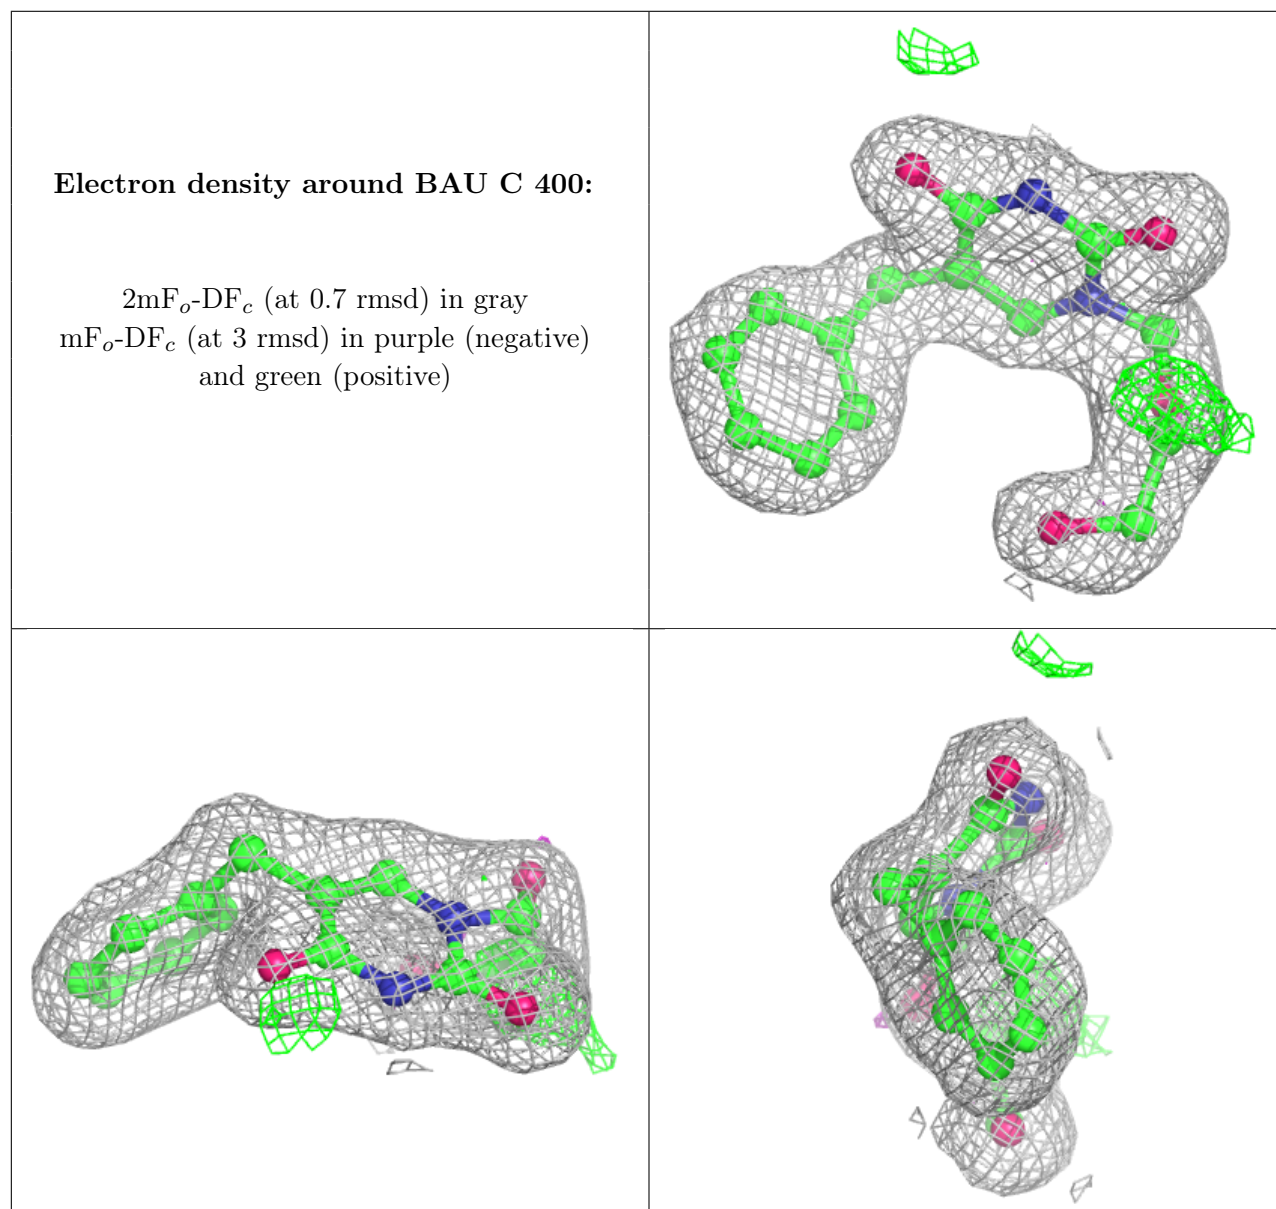 Electron density around BAU C 400:
2mFo-DFc (at 0.7 rmsd) in gray
mFo-DFc (at 3 rmsd) in purple (negative)
and green (positive)